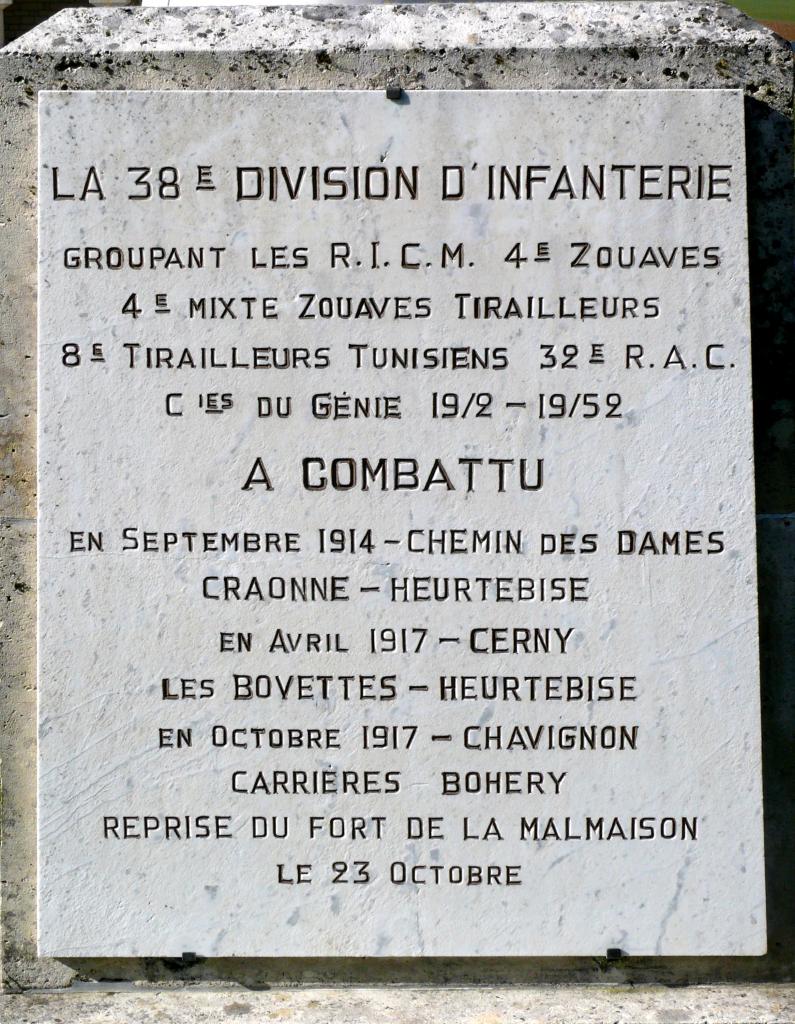 LA 38E DIVISION D'INFANTERIE
GROUPANT LES R.I.C.M. 4E ZOUAVES
4E MIXTE ZOUAVES TIRAILLEURS
8E TIRAILLEURS TUNISIENS 32E R.A.C.
CIES DU GÉNIE 19/2 – 19/52
A COMBATTU
EN SEPTEMBRE 1914 – CHEMIN DES DAMES
CRAONNE – HEURTEBISE
EN AVRIL 1917 – CERNY
LES BOVETTES – HEURTEBISE
EN OCTOBRE 1917 – CHAVIGNON
CARRIÈRES BOHERY
REPRISE DU FORT DE LA MALMAISON
LE 23 OCTOBRE